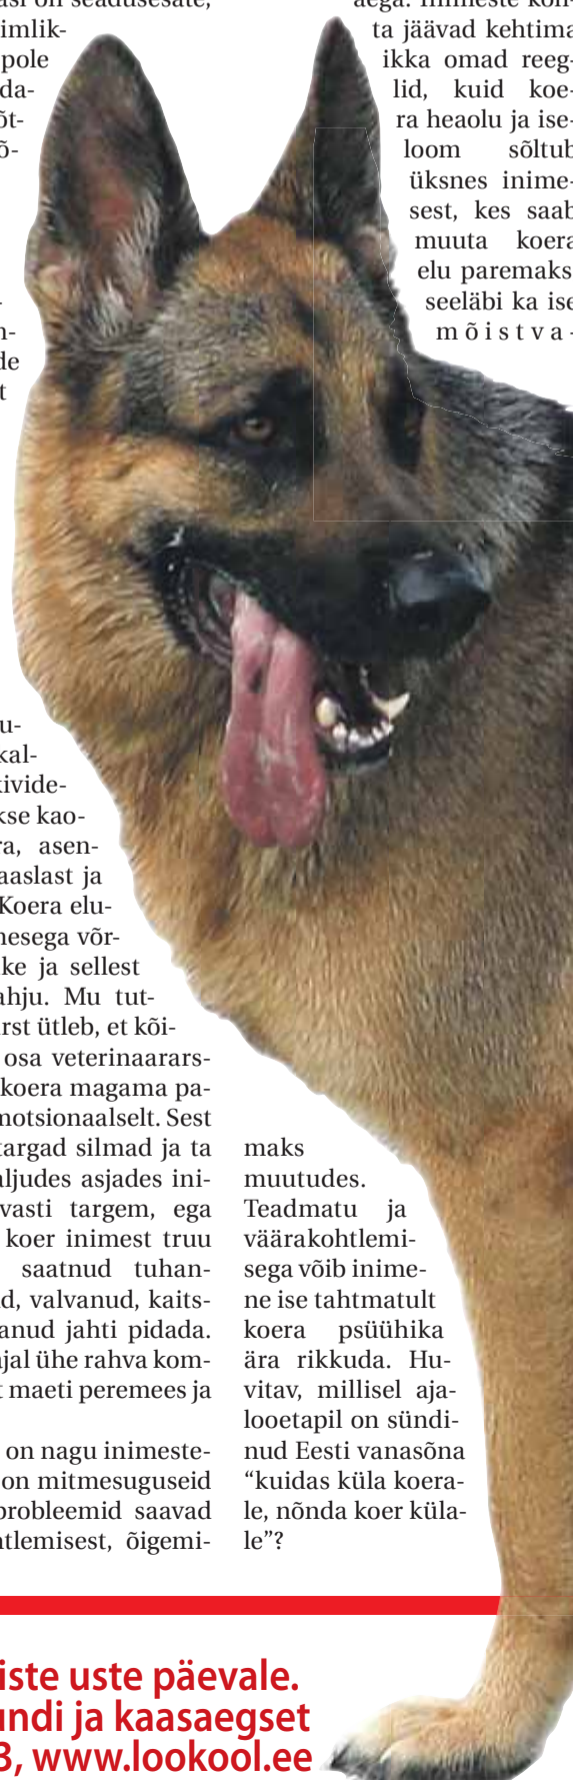 imlik-
pole
da-
õt-
õ-
n-
de
t
u-
kal-
kivide-
kse kao-
ra, asen-
aaslast ja
Koera elu-
nesega võr-
ke ja sellest
ahju. Mu tut-
rst ütleb, et kõi-
osa veterinaarars-
koera magama pa-
motsionaalselt. Sest
targad silmad ja ta
aljudes asjades ini-
vasti targem, ega
koer inimest truu
saatnud tuhan-
d, valvanud, kaits-
anud jahti pidada.
ajal ühe rahva kom-
t maeti peremees ja
on nagu inimeste-
on mitmesuguseid
probleemid saavad
htlemisest, õigemi-
ta jäävad kehtima
ikka omad reeg-
lid, kuid koe-
ra heaolu ja ise-
loom sõltub
üksnes inime-
sest, kes saab
muuta koera
elu paremaks,
seeläbi ka ise
mõistva-
maks
muutudes.
Teadmatu ja
väärakohtlemi-
sega võib inime-
ne ise tahtmatult
koera psüühika
ära rikkuda. Hu-
vitav, millisel aja-
looetapil on sündi-
nud Eesti vanasõna
“kuidas küla koera-
le, nõnda koer küla-
le”?
iste uste päevale.
undi ja kaasaegset
3, www.lookool.ee